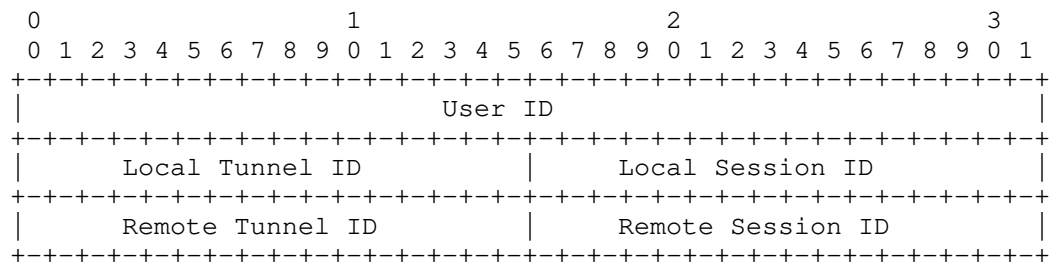 0                   1                   2                   3
 0 1 2 3 4 5 6 7 8 9 0 1 2 3 4 5 6 7 8 9 0 1 2 3 4 5 6 7 8 9 0 1
+-+-+-+-+-+-+-+-+-+-+-+-+-+-+-+-+-+-+-+-+-+-+-+-+-+-+-+-+-+-+-+-+
|                          User ID                              |
+-+-+-+-+-+-+-+-+-+-+-+-+-+-+-+-+-+-+-+-+-+-+-+-+-+-+-+-+-+-+-+-+
|      Local Tunnel ID          |     Local Session ID          |
+-+-+-+-+-+-+-+-+-+-+-+-+-+-+-+-+-+-+-+-+-+-+-+-+-+-+-+-+-+-+-+-+
|      Remote Tunnel ID         |     Remote Session ID         |
+-+-+-+-+-+-+-+-+-+-+-+-+-+-+-+-+-+-+-+-+-+-+-+-+-+-+-+-+-+-+-+-+